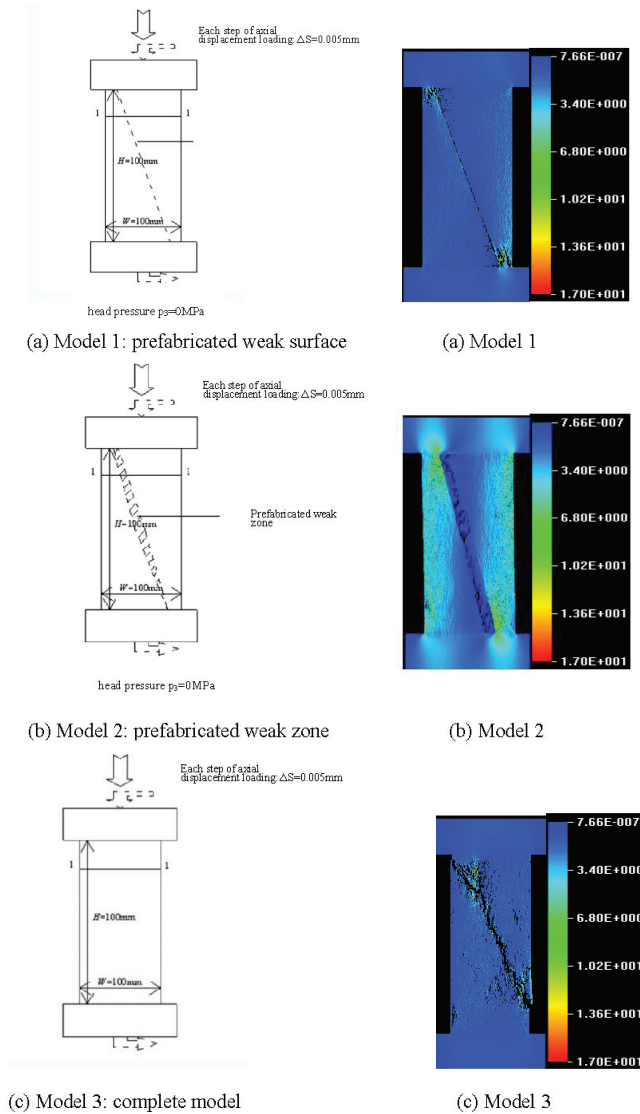 Each step of axial
displacement loading:△S=0.005mm
1
1
H=100mm
W=100mm
head pressure p₃=0MPa
7.66E-007
3.40E+000
6.80E+000
1.02E+001
1.36E+001
1.70E+001
(a) Model 1: prefabricated weak surface
(a) Model 1
Each step of axial
displacement loading:△S=0.005mm
1
1
H=100mm
Prefabricated weak
zone
W=100mm
head pressure p₃=0MPa
7.66E-007
3.40E+000
6.80E+000
1.02E+001
1.36E+001
1.70E+001
(b) Model 2: prefabricated weak zone
(b) Model 2
Each step of axial
displacement loading:△S=0.005mm
1
1
H=100mm
W=100mm
7.66E-007
3.40E+000
6.80E+000
1.02E+001
1.36E+001
1.70E+001
(c) Model 3: complete model
(c) Model 3